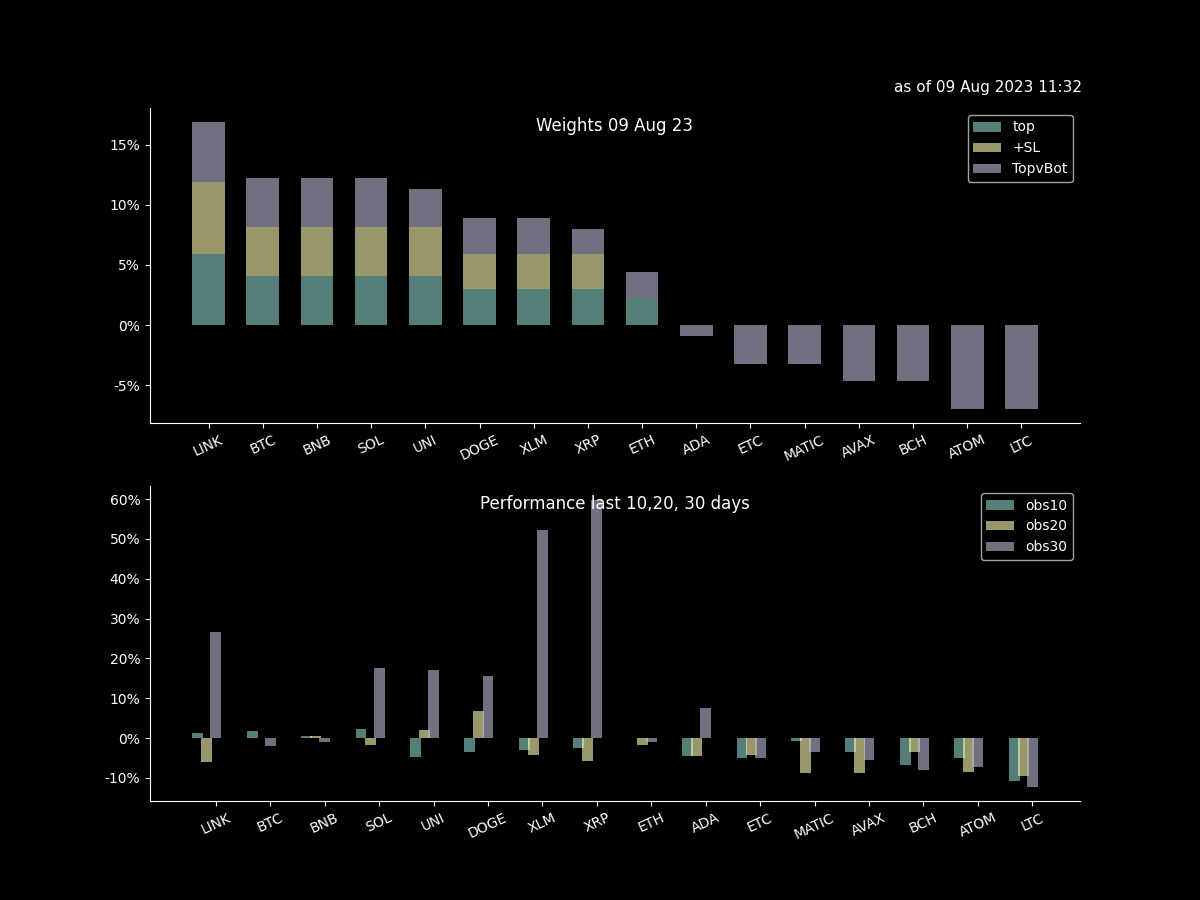 as of 09 Aug 2023 11:32
Weights 09 Aug 23
top
+SL
TopvBot
15%
10%
5%
0%
-5%
LINK BTC BNB SOL UNI DOGE XLM XRP ETH ADA ETC MATIC AVAX BCH ATOM LTC
Performance last 10,20, 30 days
obs10
obs20
obs30
60%
50%
40%
30%
20%
10%
0%
-10%
LINK BTC BNB SOL UNI DOGE XLM XRP ETH ADA ETC MATIC AVAX BCH ATOM LTC